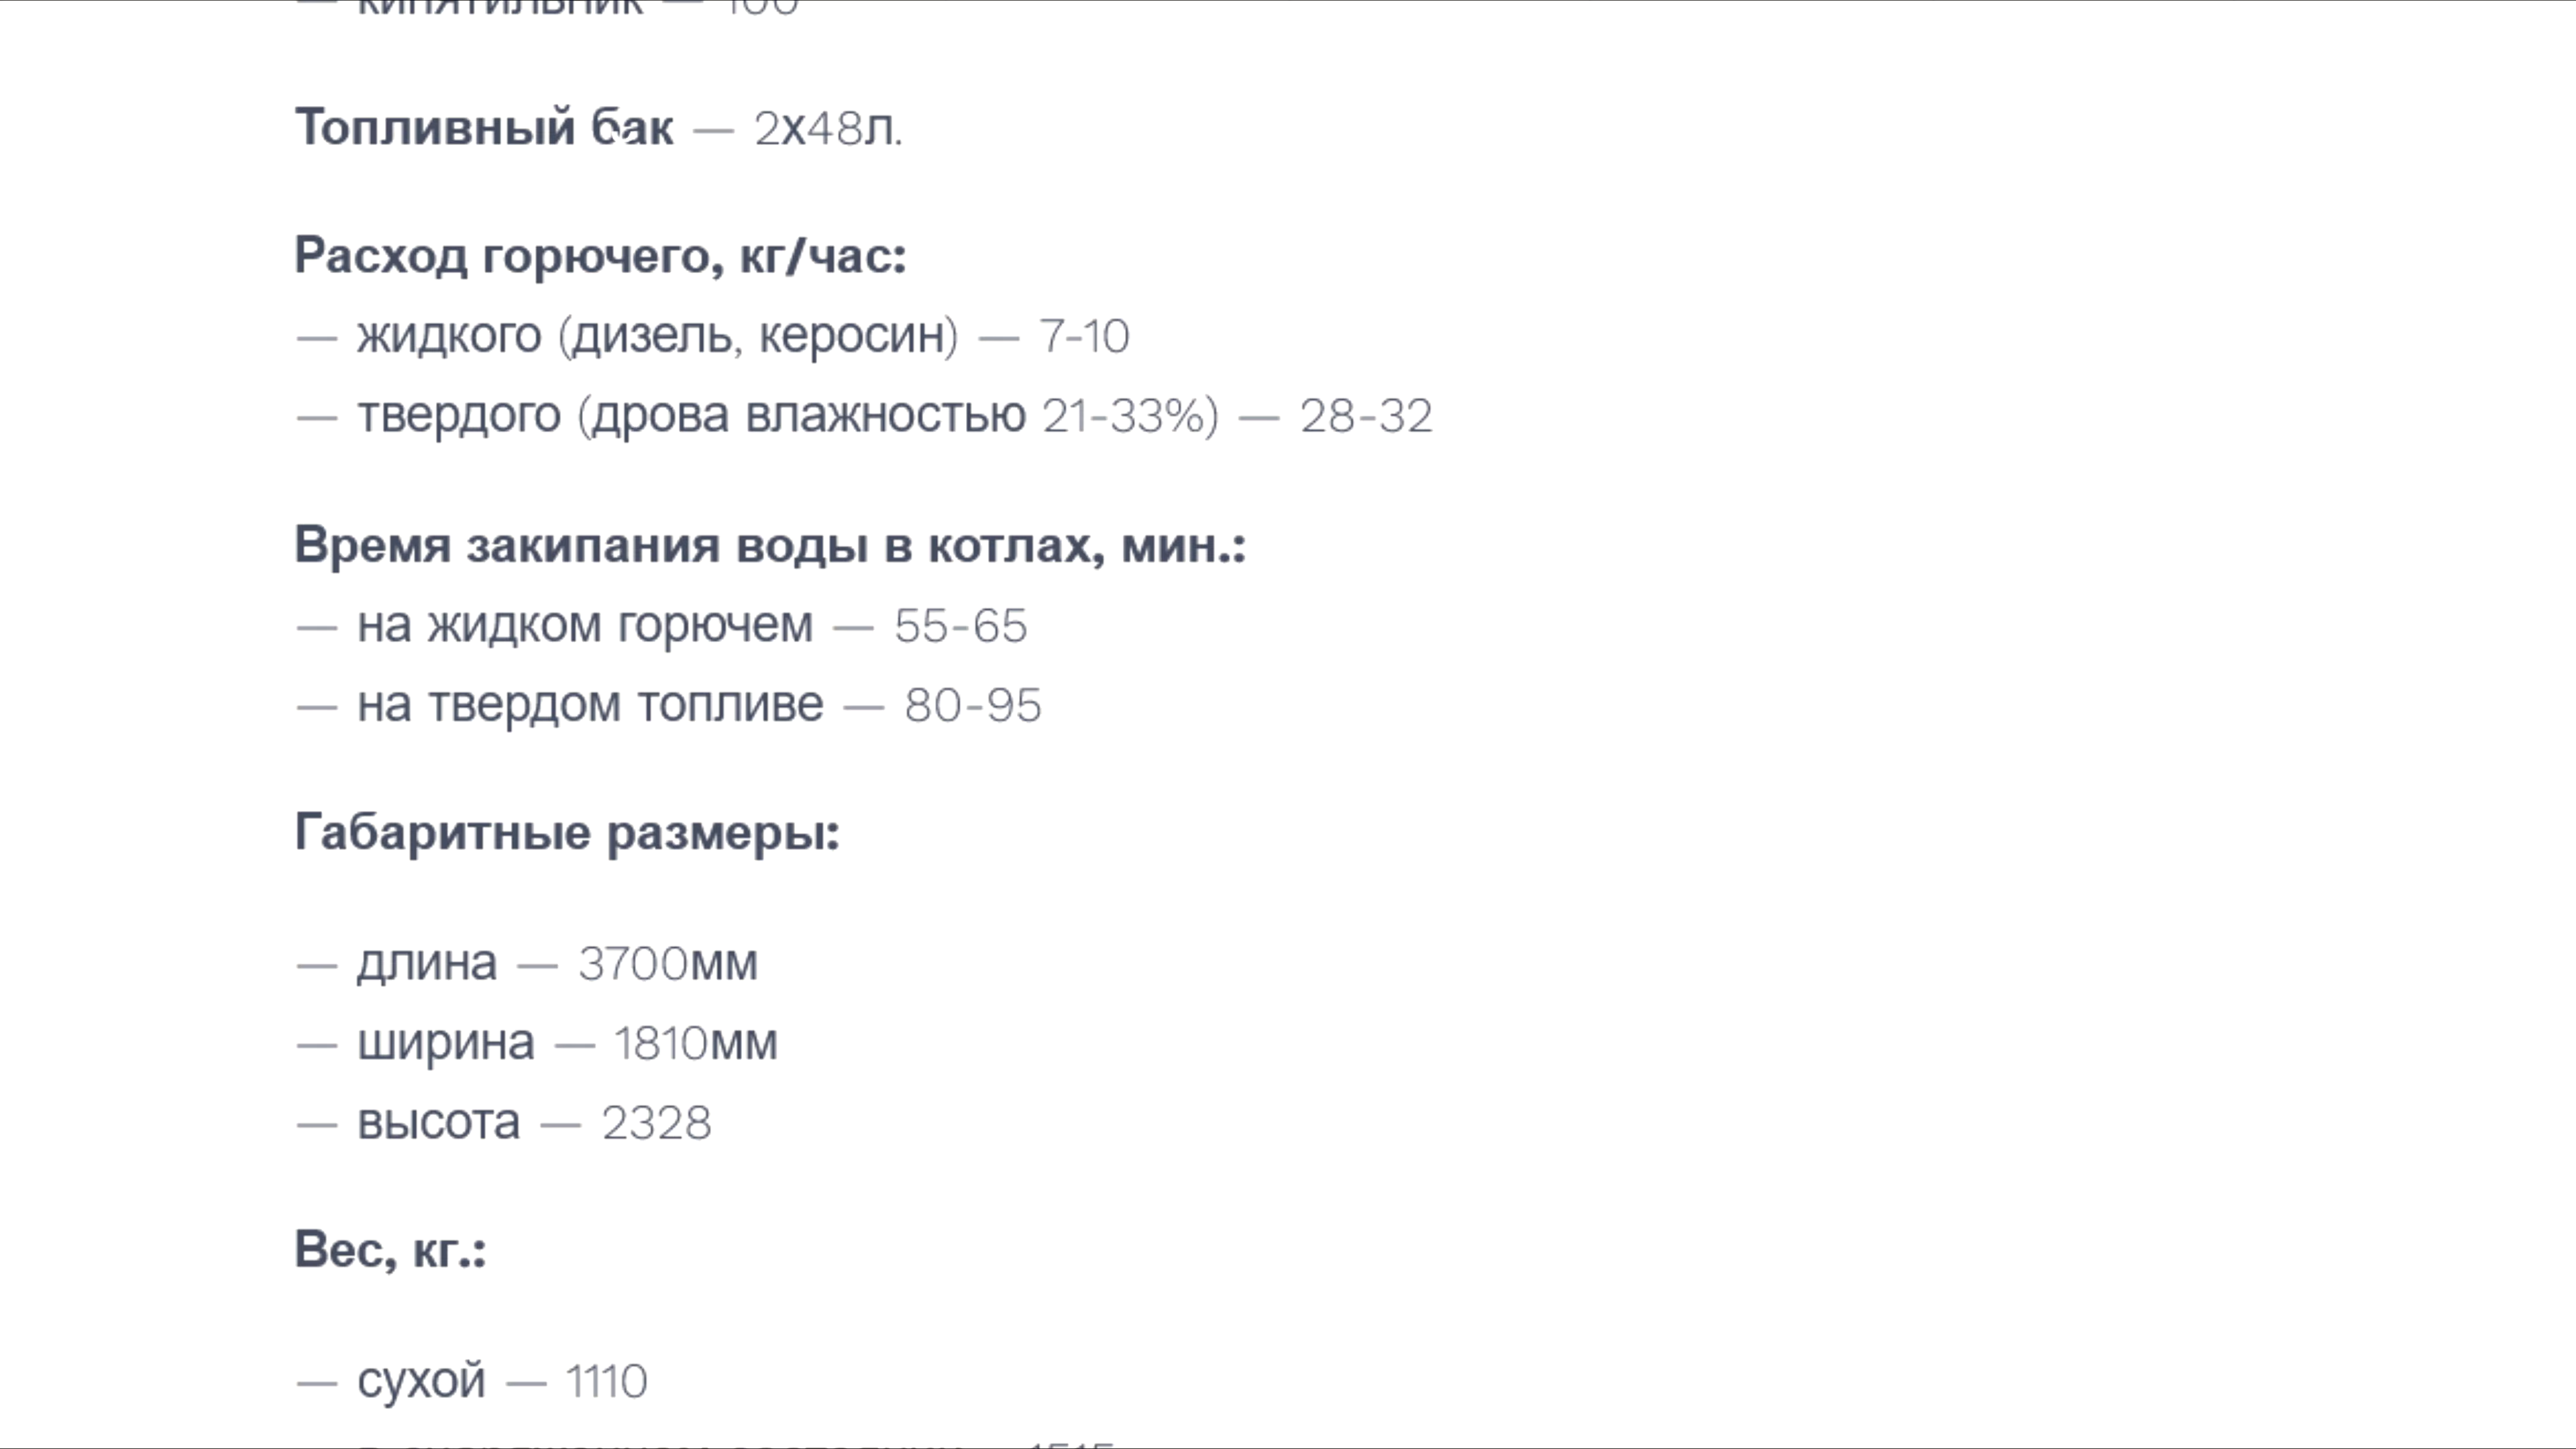 — кипятильник — 100
Топливный бак — 2х48л.
Расход горючего, кг/час:
— жидкого (дизель, керосин) — 7-10
— твердого (дрова влажностью 21-33%) — 28-32
Время закипания воды в котлах, мин.:
— на жидком горючем — 55-65
— на твердом топливе — 80-95
Габаритные размеры:
— длина — 3700мм
— ширина — 1810мм
— высота — 2328
Вес, кг.:
— сухой — 1110